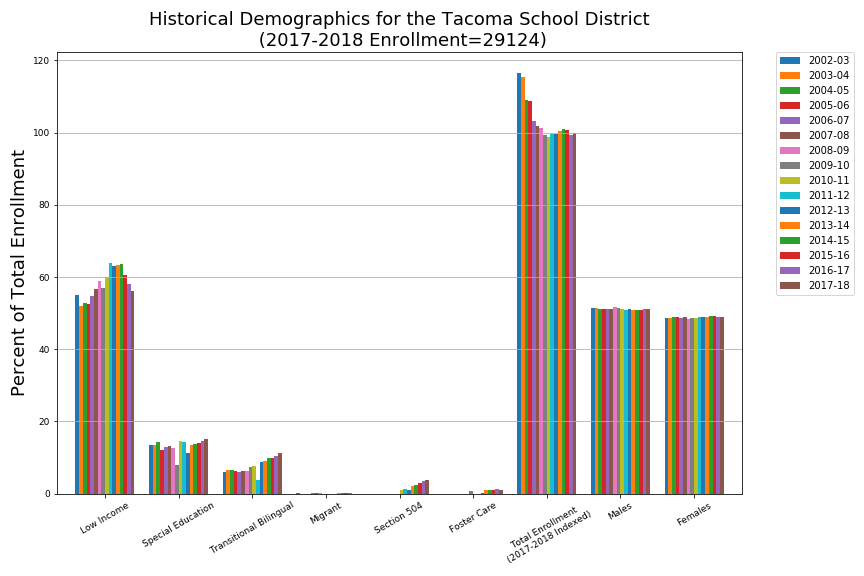 Historical Demographics for the Tacoma School District
(2017-2018 Enrollment=29124)
Percent of Total Enrollment
120
100
80
60
40
20
0
Low Income
Special Education
Transitional Bilingual
Migrant
Section 504
Foster Care
Total Enrollment
(2017-2018 Indexed)
Males
Females
2002-03
2003-04
2004-05
2005-06
2006-07
2007-08
2008-09
2009-10
2010-11
2011-12
2012-13
2013-14
2014-15
2015-16
2016-17
2017-18